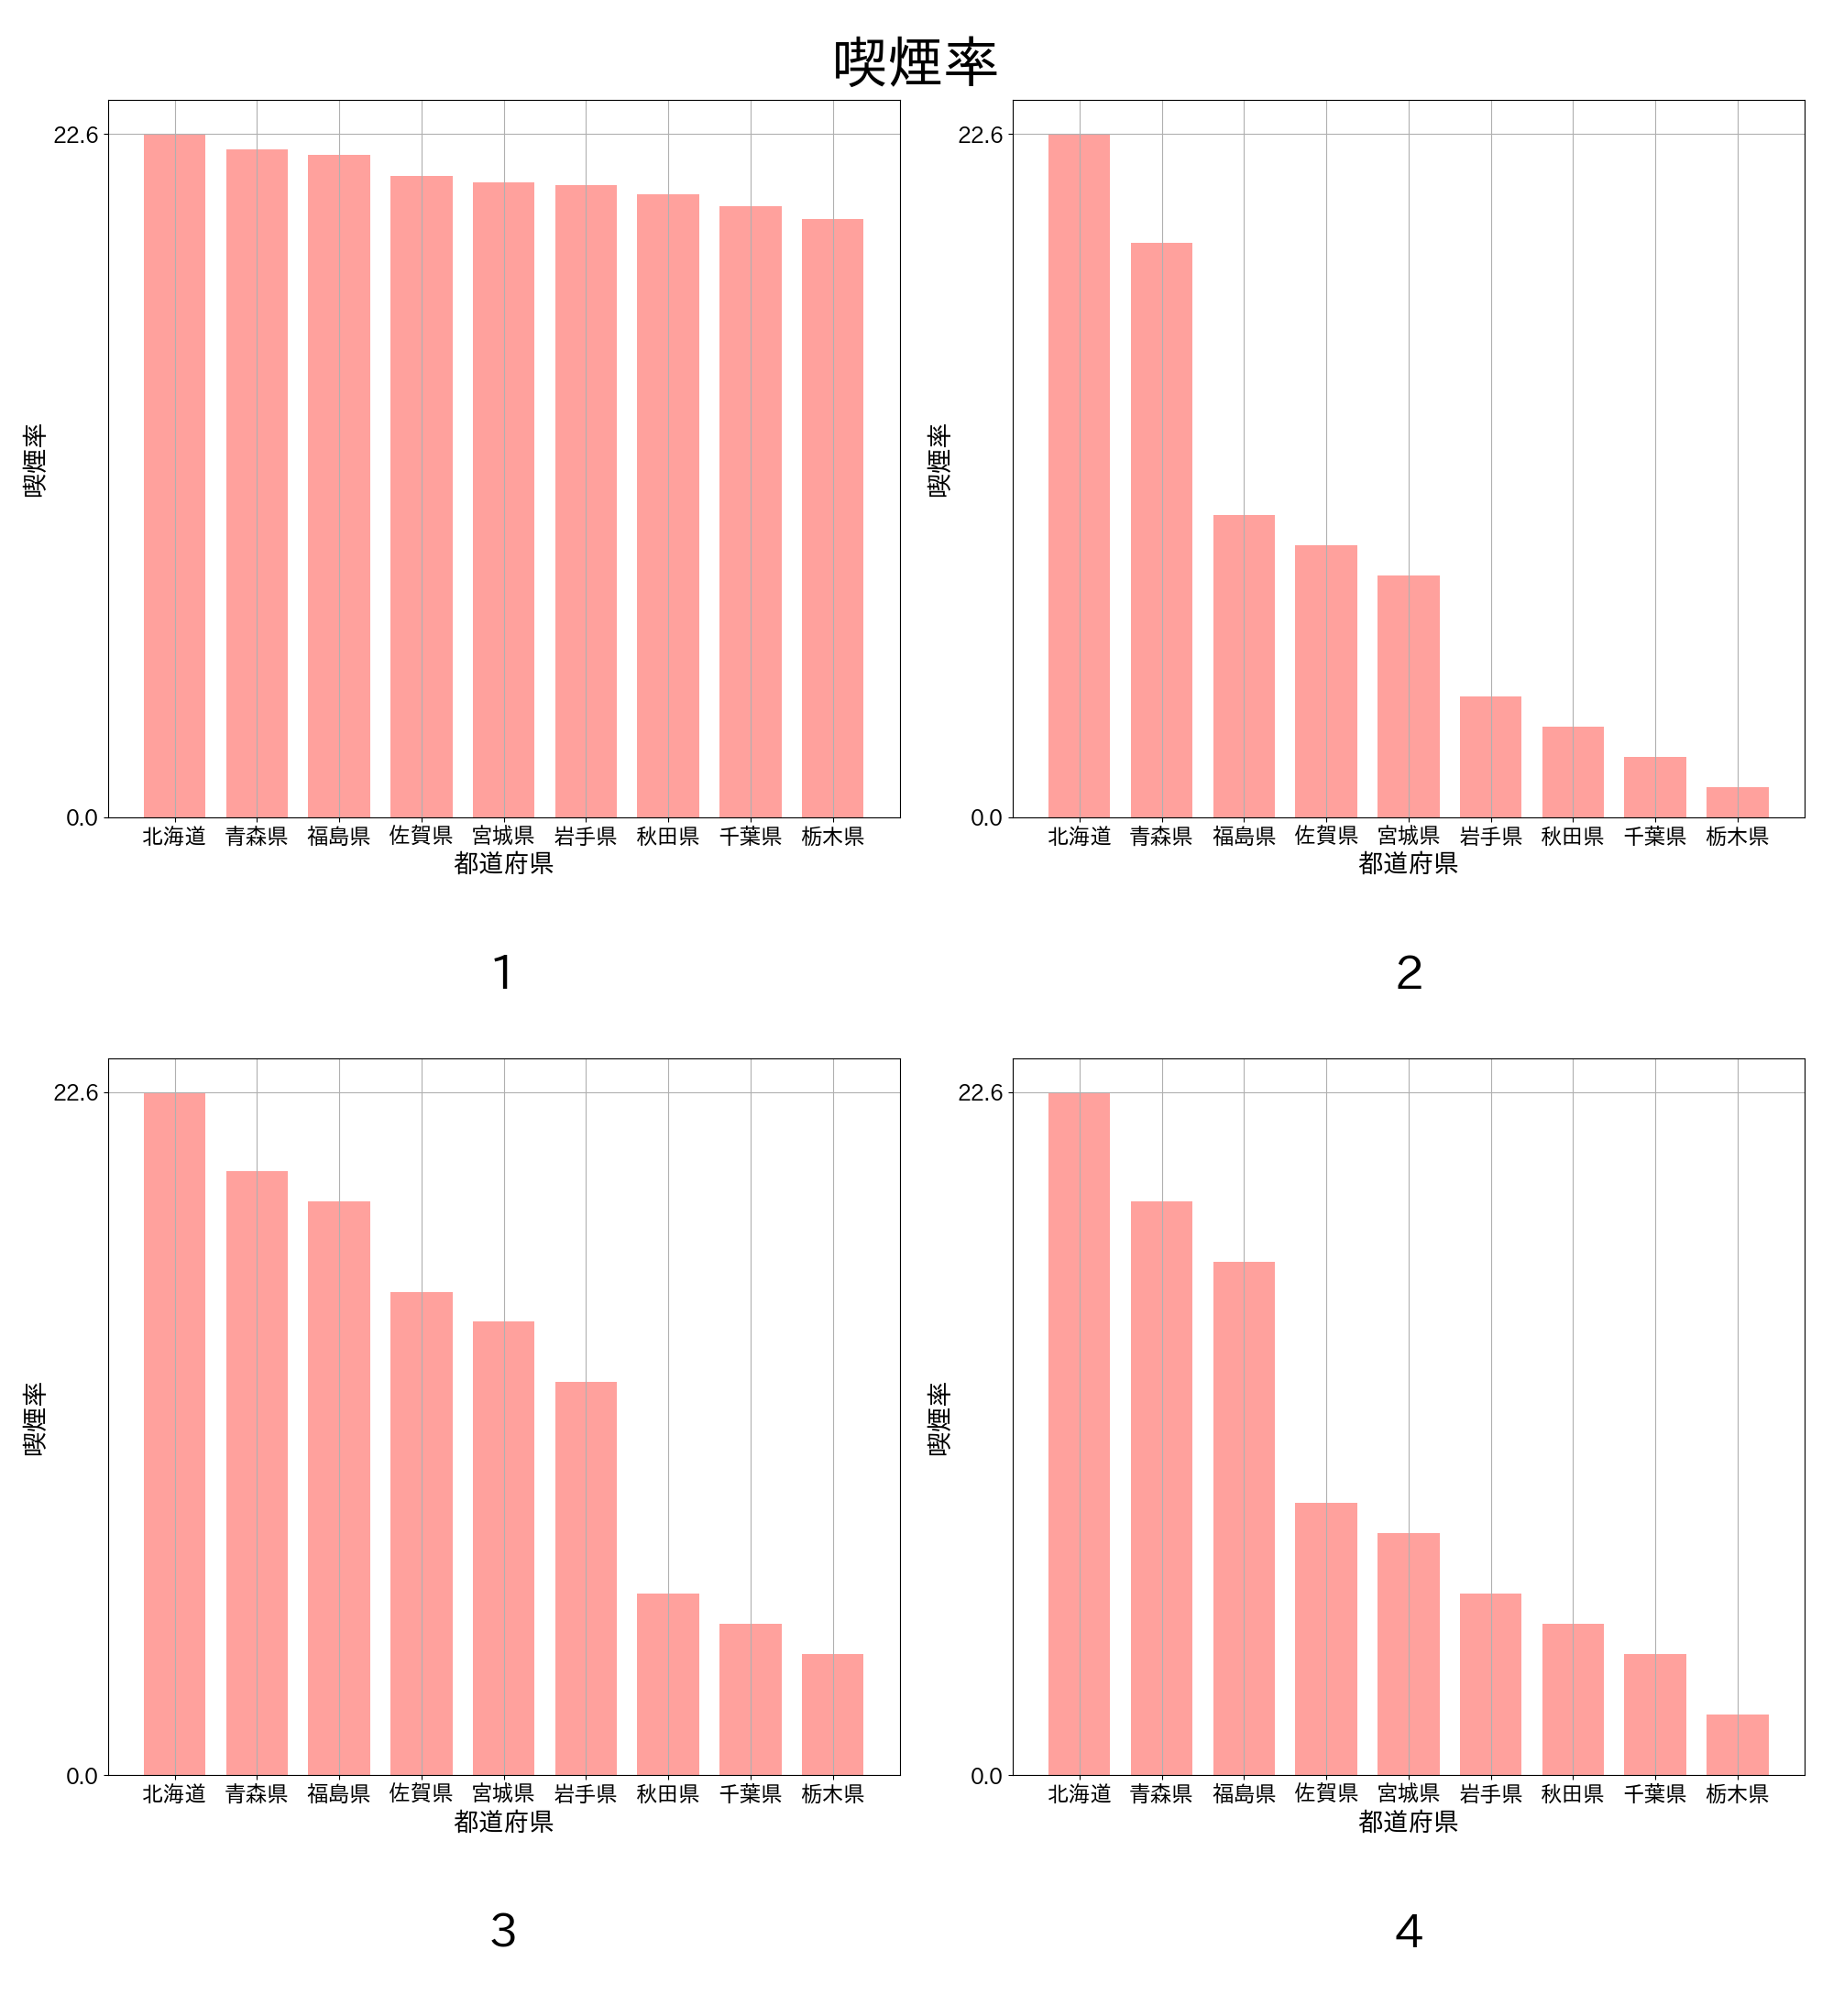 喫煙率
22.6
0.0
喫煙率
北海道 青森県 福島県 佐賀県 宮城県 岩手県 秋田県 千葉県 栃木県
都道府県
1
22.6
0.0
喫煙率
北海道 青森県 福島県 佐賀県 宮城県 岩手県 秋田県 千葉県 栃木県
都道府県
2
22.6
0.0
喫煙率
北海道 青森県 福島県 佐賀県 宮城県 岩手県 秋田県 千葉県 栃木県
都道府県
3
22.6
0.0
喫煙率
北海道 青森県 福島県 佐賀県 宮城県 岩手県 秋田県 千葉県 栃木県
都道府県
4